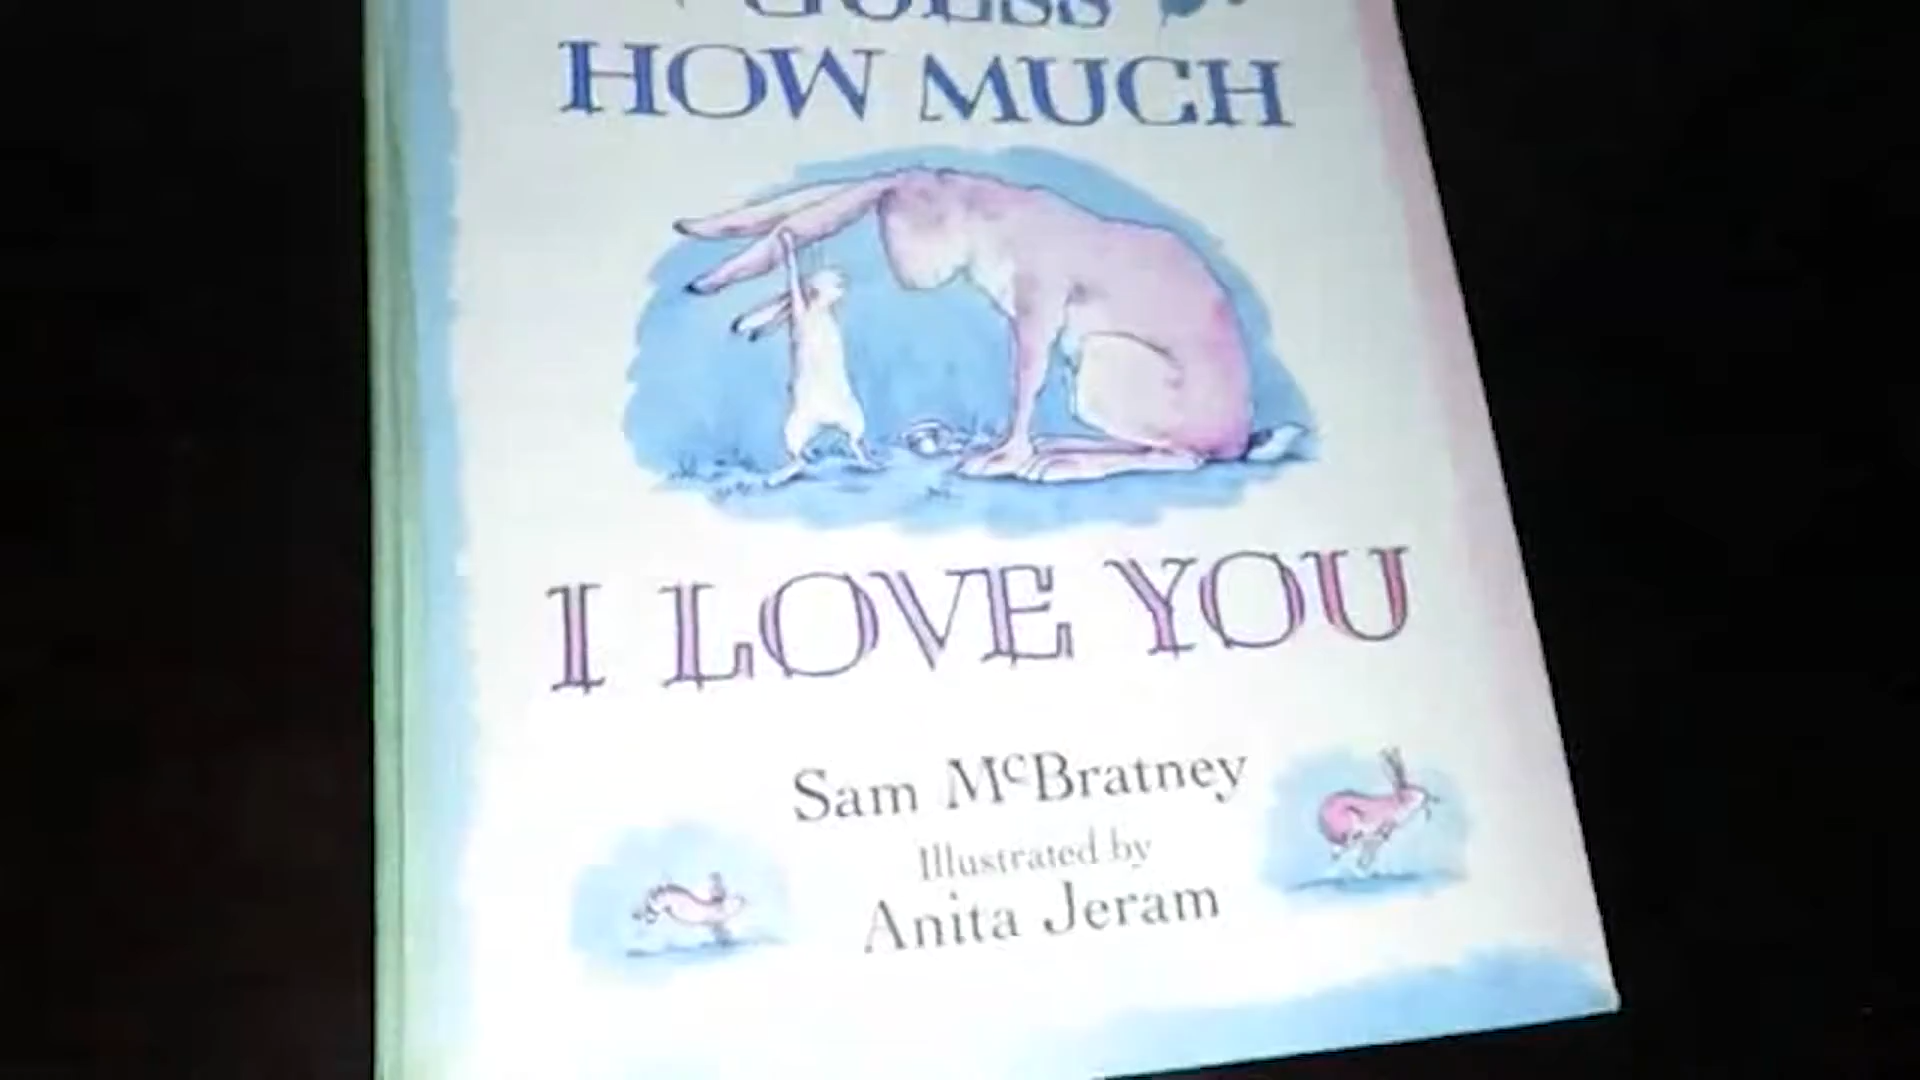 GUESS
HOW MUCH
I LOVE YOU
Sam McBratney
Illustrated by
Anita Jeram